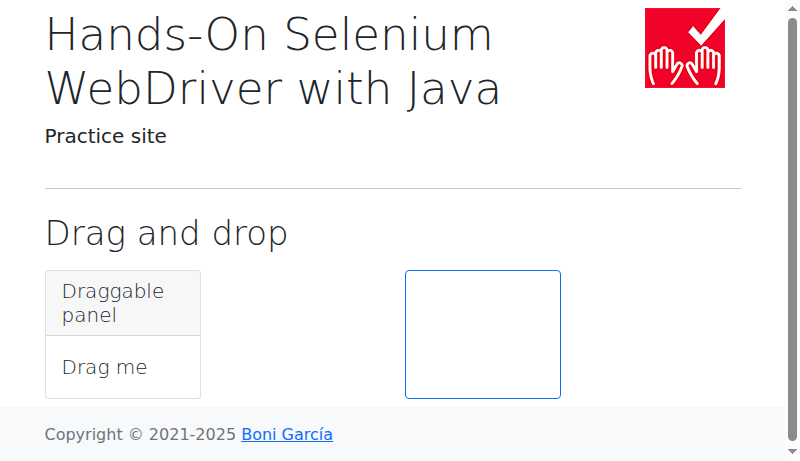 Hands-On Selenium
WebDriver with Java
Practice site
Drag and drop
Draggable
panel
Drag me
Copyright © 2021-2025 Boni García